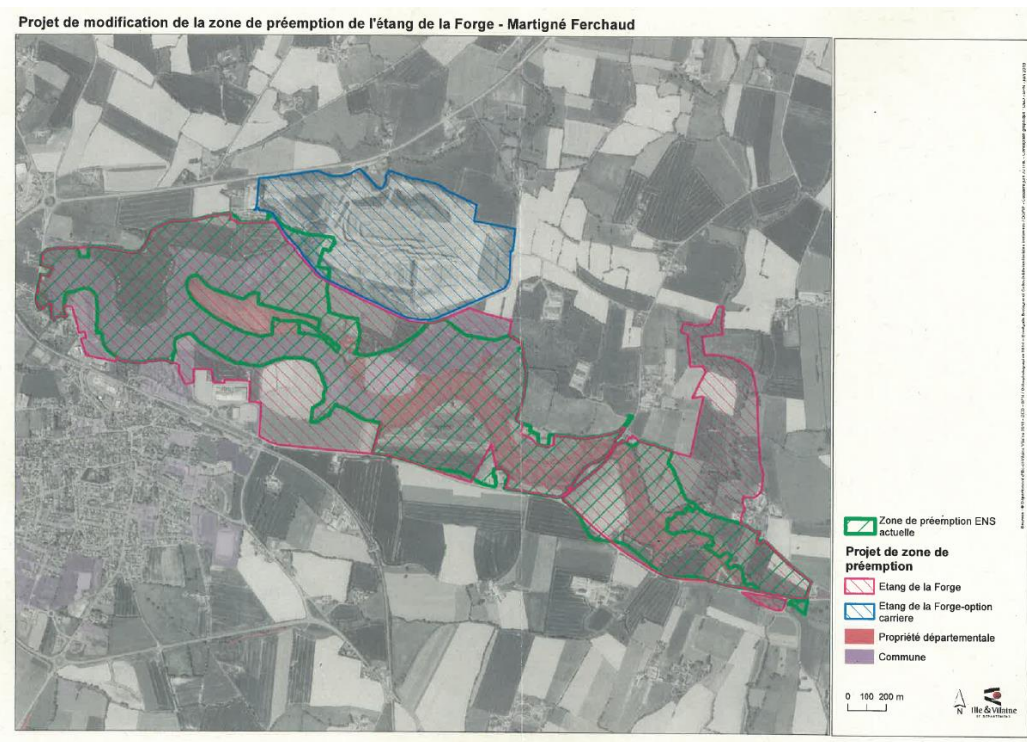 Projet de modification de la zone de préemption de l'étang de la Forge - Martigné Ferchaud
Zone de préemption ENS
actuelle
Projet de zone de
préemption
Etang de la Forge
Etang de la Forge-option
carriere
Propriété départementale
Commune
0 100 200 m
N
Ille & Vilaine